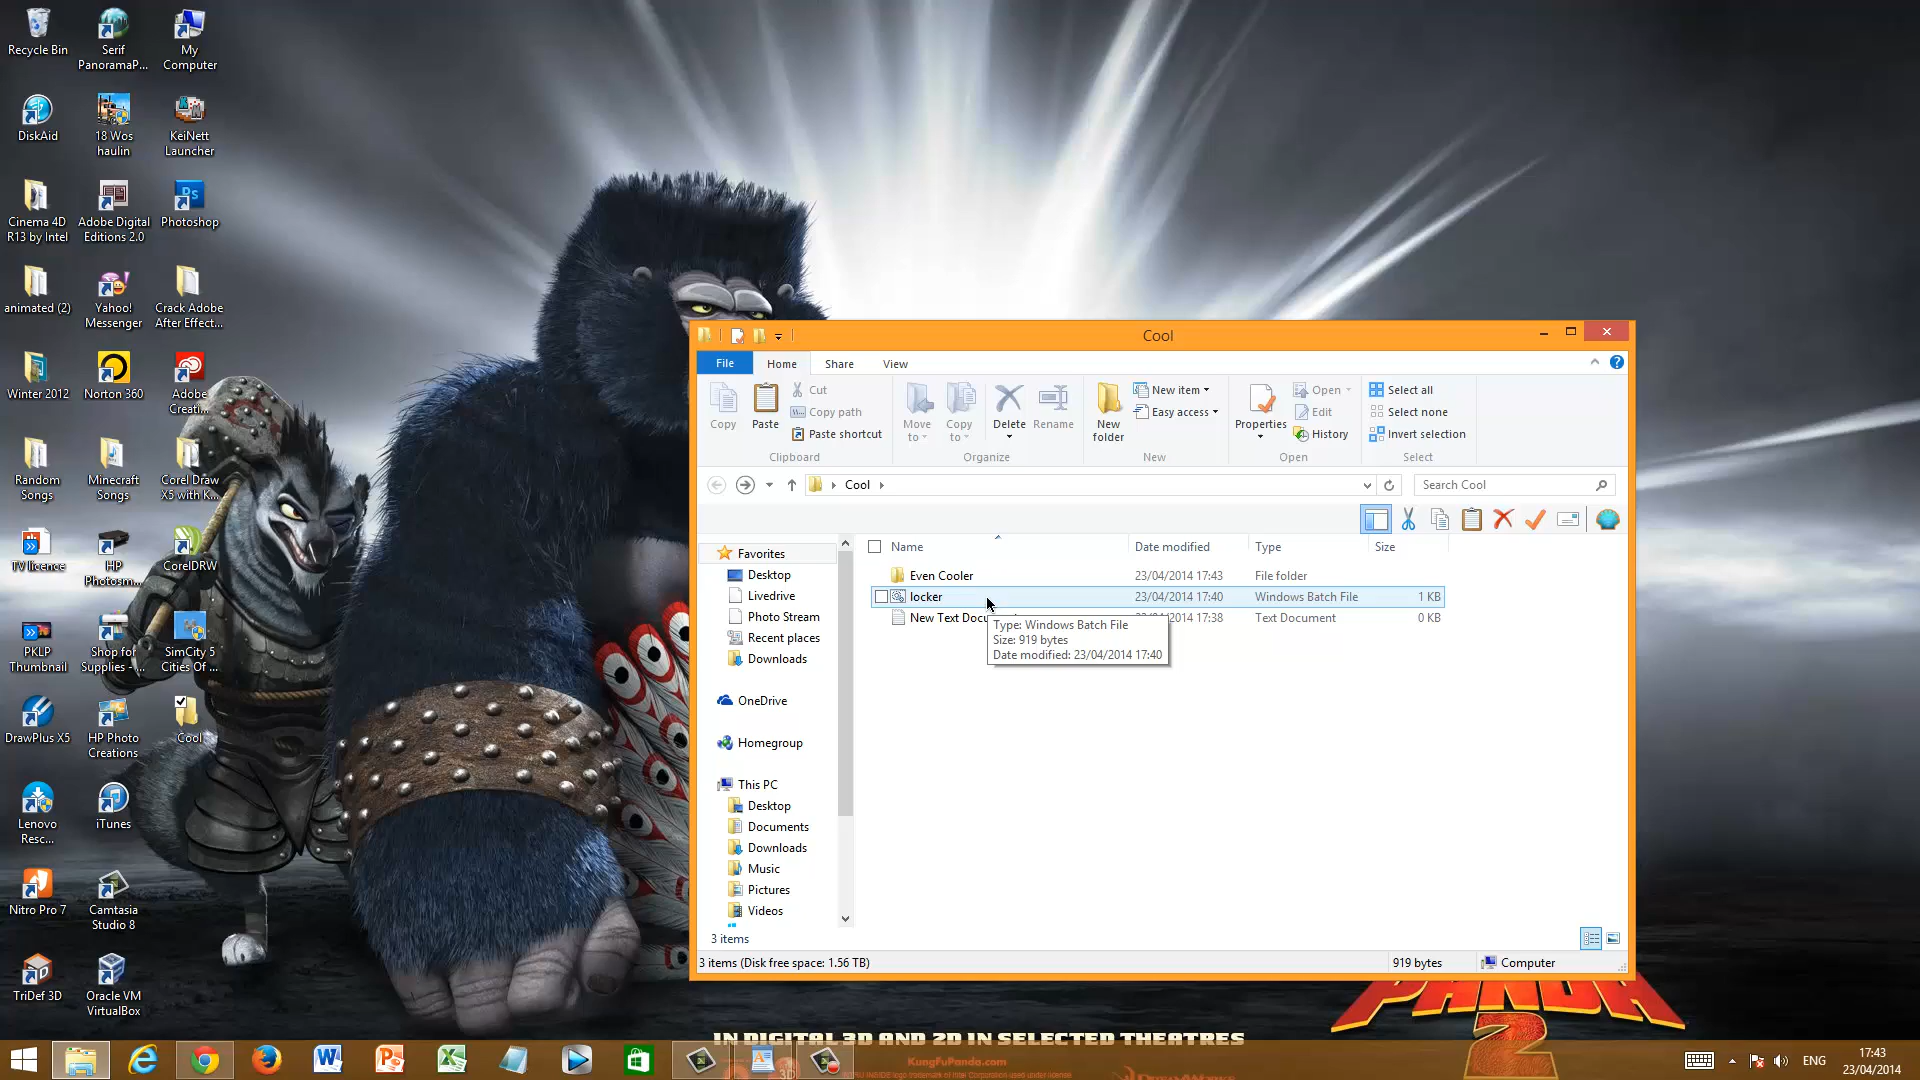 Recycle Bin
Serif
PanoramaP...
My
Computer
DiskAid
18 Wos
haulin
KeiNett
Launcher
Cinema 4D
R13 by Intel
Adobe Digital
Editions 2.0
Photoshop
animated (2)
Yahoo!
Messenger
Crack Adobe
After Effect...
Winter 2012
Norton 360
Adobe
Creati...
Random
Songs
Minecraft
Songs
Corel Draw
X5 with K...
TV licence
HP
Photosm...
CorelDRW
PKLP
Thumbnail
Shop for
Supplies - ...
SimCity 5
Cities Of ...
DrawPlus X5
HP Photo
Creations
Cool
Lenovo
Resc...
iTunes
Nitro Pro 7
Camtasia
Studio 8
TriDef 3D
Oracle VM
VirtualBox
Cool
File
Home
Share
View
Copy
Paste
Cut
Copy path
Paste shortcut
Clipboard
Move
to
Copy
to
Delete
Rename
Organize
New
folder
New item
Easy access
New
Properties
Open
Edit
History
Open
Select all
Select none
Invert selection
Select
Cool
Search Cool
Name
Date modified
Type
Size
Even Cooler
23/04/2014 17:43
File folder
locker
23/04/2014 17:40
Windows Batch File
1 KB
New Text Docu
/2014 17:38
Text Document
0 KB
Type: Windows Batch File
Size: 919 bytes
Date modified: 23/04/2014 17:40
Favorites
Desktop
Livedrive
Photo Stream
Recent places
Downloads
OneDrive
Homegroup
This PC
Desktop
Documents
Downloads
Music
Pictures
Videos
3 items
3 items (Disk free space: 1.56 TB)
919 bytes
Computer
PANDA
2
IN DIGITAL 3D AND 2D IN SELECTED THEATRES
KungFuPanda.com
ENG
17:43
23/04/2014